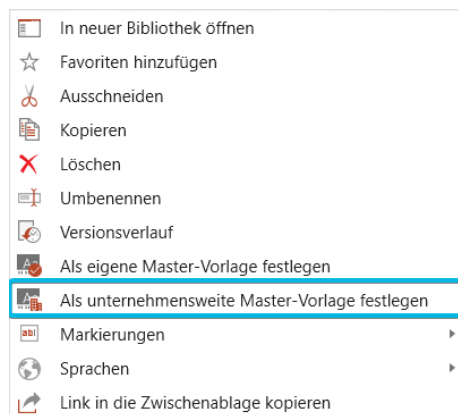 In neuer Bibliothek öffnen
Favoriten hinzufügen
Ausschneiden
Kopieren
Löschen
Umbenennen
Versionsverlauf
Als eigene Master-Vorlage festlegen
Als unternehmensweite Master-Vorlage festlegen
Markierungen
Sprachen
Link in die Zwischenablage kopieren